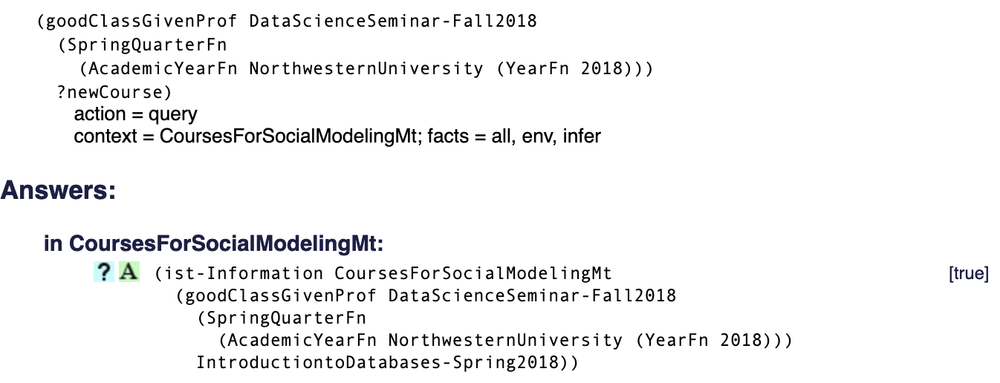 (goodClassGivenProf DataScienceSeminar-Fall2018
(SpringQuarterFn
(AcademicYearFn NorthwesternUniversity (YearFn 2018)))
?newCourse)
action = query
context = CoursesForSocialModelingMt; facts = all, env, infer
Answers:
in CoursesForSocialModelingMt:
? A (ist-Information CoursesForSocialModelingMt [true]
(goodClassGivenProf DataScienceSeminar-Fall2018
(SpringQuarterFn
(AcademicYearFn NorthwesternUniversity (YearFn 2018)))
IntroductiontoDatabases-Spring2018))